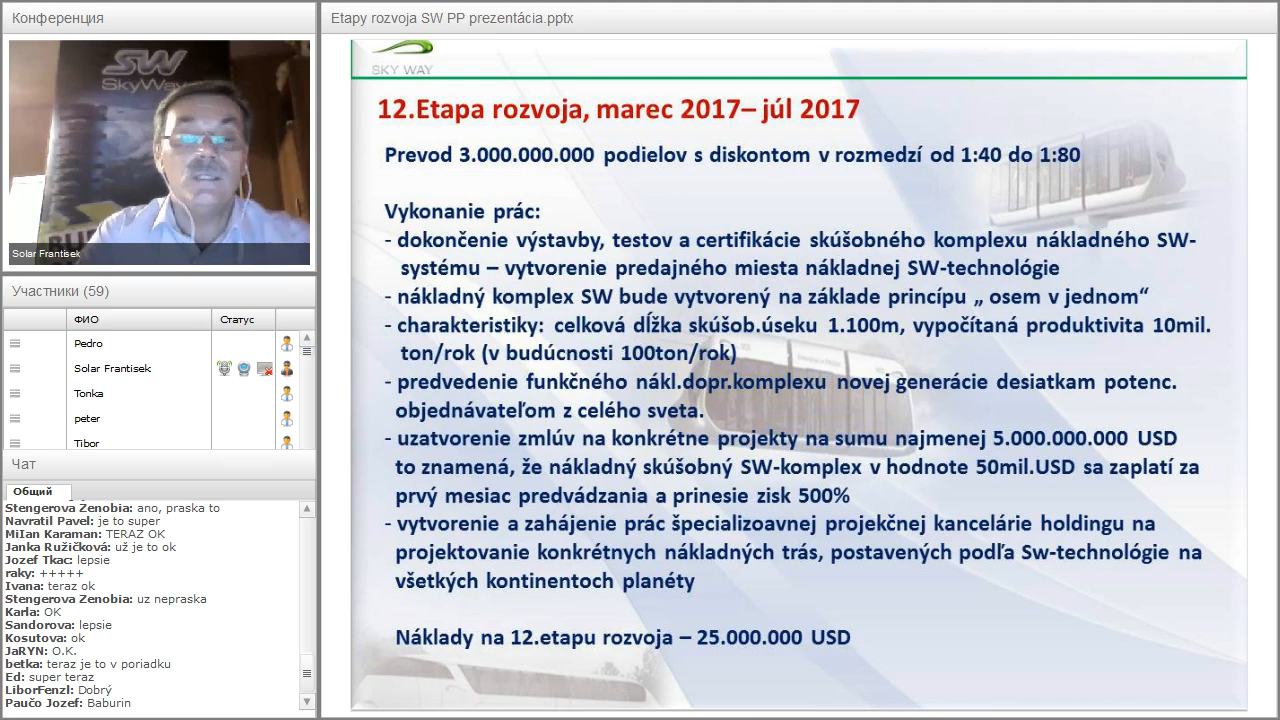 Конференция
SW
SkyWay
Solar Frantisek
Участники (59)
ФИО
Статус
Pedro
Solar Frantisek
Tonka
peter
Tibor
Чат
Общий
Stengerova Zenobia: ano, praska to
Navratil Pavel: je to super
MiIan Karaman: TERAZ OK
Janka Ružičková: už je to ok
Jozef Tkac: lepsie
raky: +++++
Ivana: teraz ok
Stengerova Zenobia: uz nepraska
Karla: OK
Sandorova: lepsie
Kosutova: ok
JaRYN: O.K.
betka: teraz je to v poriadku
Ed: super teraz
LiborFenzl: Dobrý
Paučo Jozef: Baburin
Etapy rozvoja SW PP prezentácia.pptx
SKY WAY
12.Etapa rozvoja, marec 2017– júl 2017
Prevod 3.000.000.000 podielov s diskontom v rozmedzí od 1:40 do 1:80
Vykonanie prác:
- dokončenie výstavby, testov a certifikácie skúšobného komplexu nákladného SW-
systému – vytvorenie predajného miesta nákladnej SW-technológie
- nákladný komplex SW bude vytvorený na základe princípu „ osem v jednom“
- charakteristiky: celková dĺžka skúšob.úseku 1.100m, vypočítaná produktivita 10mil.
ton/rok (v budúcnosti 100ton/rok)
- predvedenie funkčného nákl.dopr.komplexu novej generácie desiatkam potenc.
objednávateľom z celého sveta.
- uzatvorenie zmlúv na konkrétne projekty na sumu najmenej 5.000.000.000 USD
to znamená, že nákladný skúšobný SW-komplex v hodnote 50mil.USD sa zaplatí za
prvý mesiac predvádzania a prinesie zisk 500%
- vytvorenie a zahájenie prác špecializoavnej projekčnej kancelárie holdingu na
projektovanie konkrétnych nákladných trás, postavených podľa Sw-technológie na
všetkých kontinentoch planéty
Náklady na 12.etapu rozvoja – 25.000.000 USD